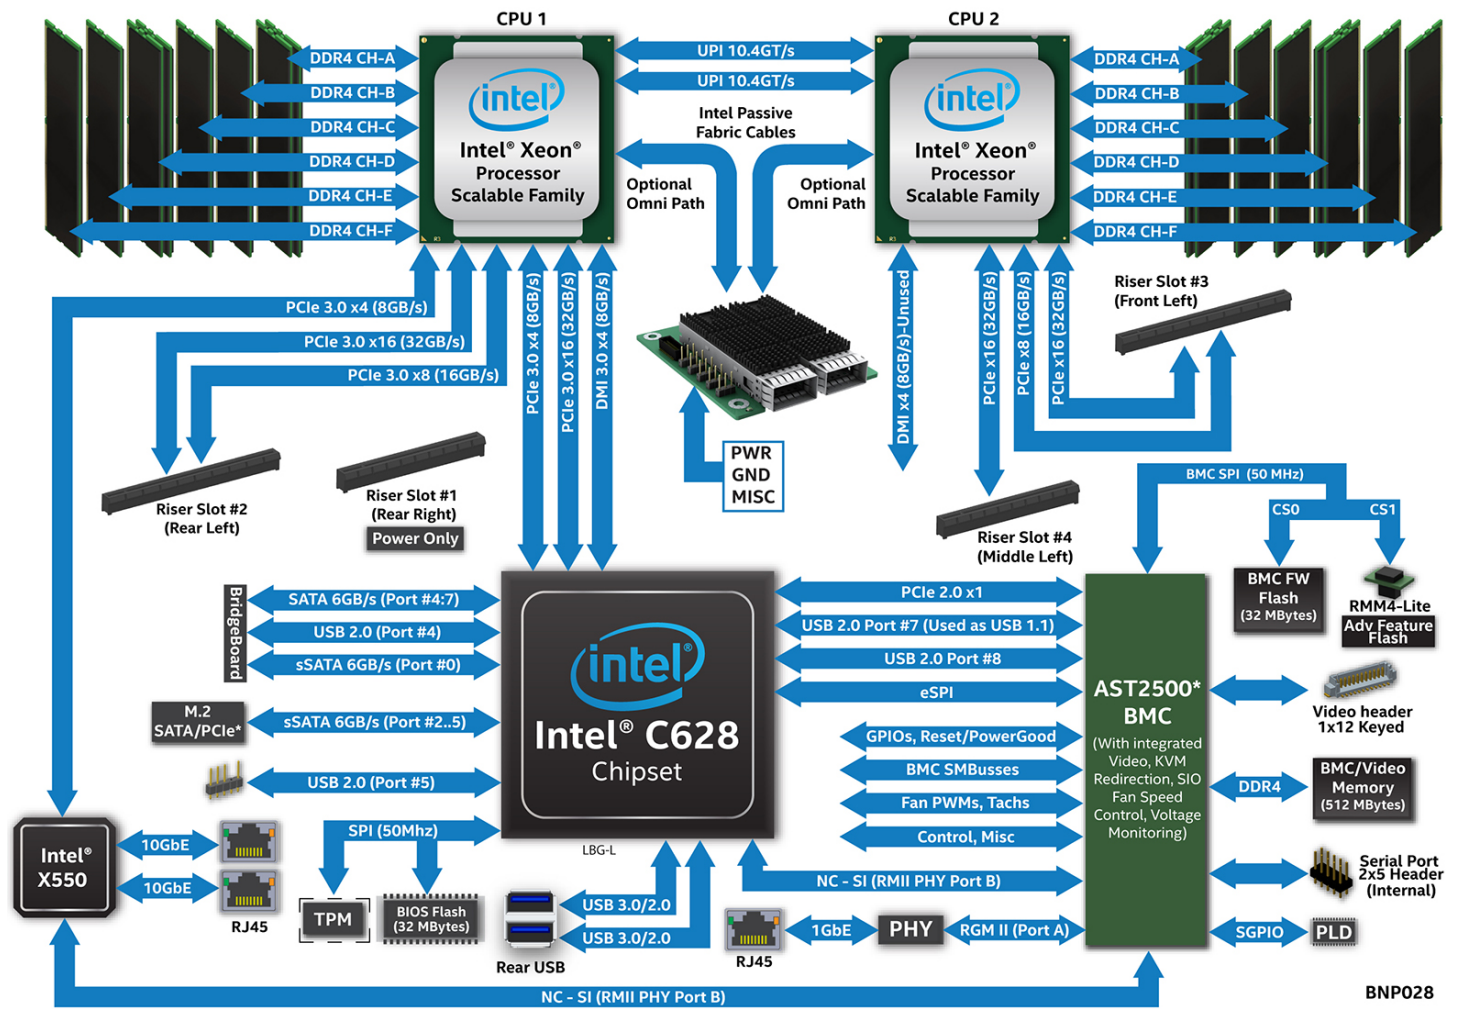 CPU 1
CPU 2
DDR4 CH-A
DDR4 CH-B
DDR4 CH-C
DDR4 CH-D
DDR4 CH-E
DDR4 CH-F
intel®
Intel® Xeon®
Processor
Scalable Family
UPI 10.4GT/s
UPI 10.4GT/s
Intel Passive
Fabric Cables
Optional
Omni Path
Optional
Omni Path
intel®
Intel® Xeon®
Processor
Scalable Family
DDR4 CH-A
DDR4 CH-B
DDR4 CH-C
DDR4 CH-D
DDR4 CH-E
DDR4 CH-F
PCIe 3.0 x4 (8GB/s)
PCIe 3.0 x16 (32GB/s)
PCIe 3.0 x8 (16GB/s)
PCIe 3.0 x4 (8GB/s)
PCIe 3.0 x16 (32GB/s)
DMI 3.0 x4 (8GB/s)
DMI x4 (8GB/s)-Unused
PCIe x16 (32GB/s)
PCIe x8 (16GB/s)
PCIe x16 (32GB/s)
Riser Slot #3
(Front Left)
Riser Slot #2
(Rear Left)
Riser Slot #1
(Rear Right)
Power Only
PWR
GND
MISC
Riser Slot #4
(Middle Left)
BMC SPI (50 MHz)
CS0
CS1
BMC FW
Flash
(32 MBytes)
RMM4-Lite
Adv Feature
Flash
BridgeBoard
SATA 6GB/s (Port #4:7)
USB 2.0 (Port #4)
sSATA 6GB/s (Port #0)
M.2
SATA/PCIe*
sSATA 6GB/s (Port #2..5)
USB 2.0 (Port #5)
SPI (50Mhz)
intel®
Intel® C628
Chipset
LBG-L
PCIe 2.0 x1
USB 2.0 Port #7 (Used as USB 1.1)
USB 2.0 Port #8
eSPI
GPIOs, Reset/PowerGood
BMC SMBusses
Fan PWMs, Tachs
Control, Misc
NC - SI (RMII PHY Port B)
AST2500*
BMC
(With integrated
Video, KVM
Redirection, SIO
Fan Speed
Control, Voltage
Monitoring)
Video header
1x12 Keyed
DDR4
BMC/Video
Memory
(512 MBytes)
Serial Port
2x5 Header
(Internal)
SGPIO
PLD
Intel®
X550
10GbE
10GbE
RJ45
TPM
BIOS Flash
(32 MBytes)
USB 3.0/2.0
USB 3.0/2.0
Rear USB
RJ45
1GbE
PHY
RGM II (Port A)
NC - SI (RMII PHY Port B)
BNP028